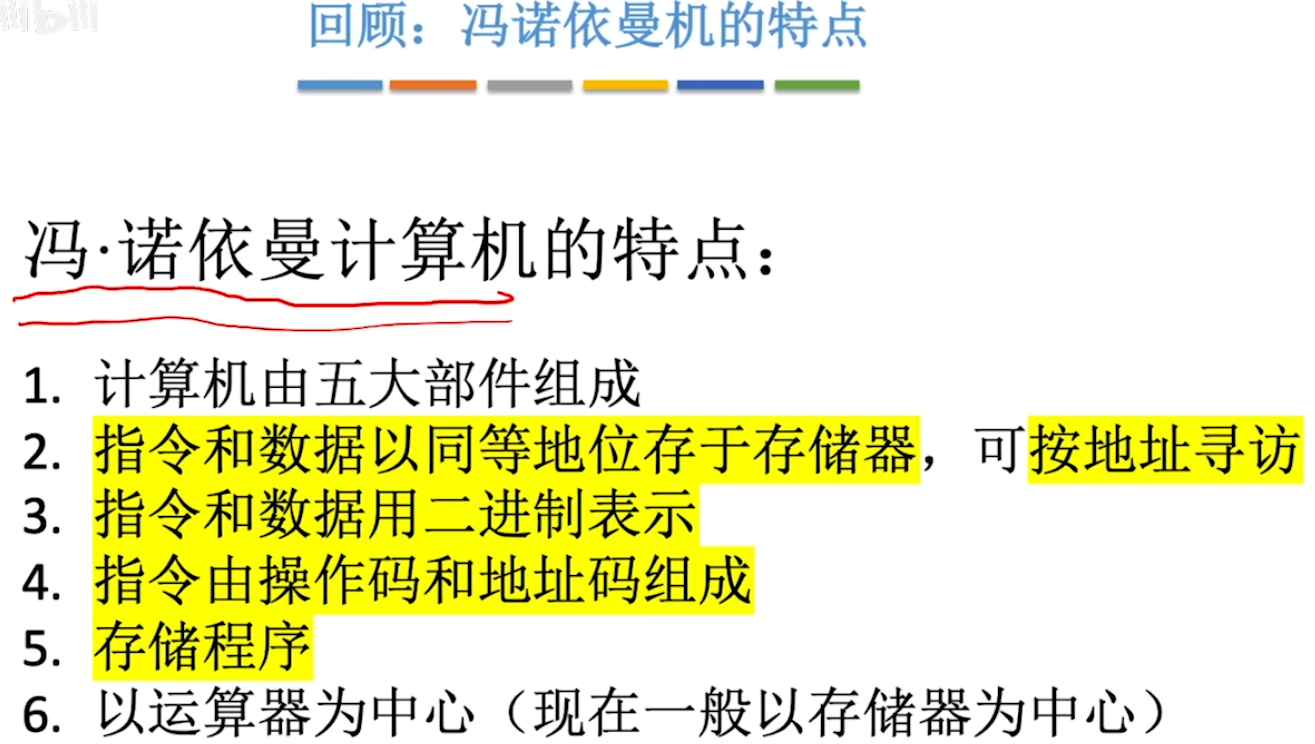 回顾：冯诺依曼机的特点
冯·诺依曼计算机的特点：
1. 计算机由五大部件组成
2. 指令和数据以同等地位存于存储器，可按地址寻访
3. 指令和数据用二进制表示
4. 指令由操作码和地址码组成
5. 存储程序
6. 以运算器为中心（现在一般以存储器为中心）